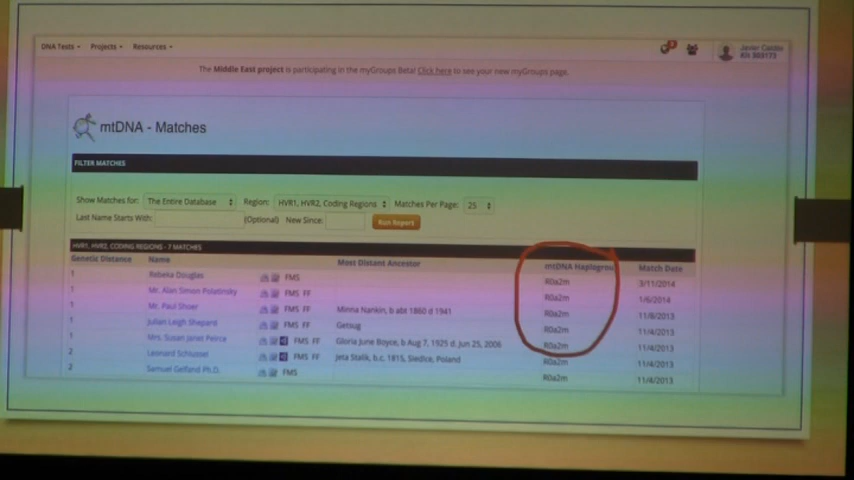 DNA Tests Projects Resources
Javier Caldio
Kit 303173
The Middle East project is participating in the myGroups Beta! Click here to see your new myGroups page.
mtDNA - Matches
FILTER MATCHES
Show Matches for: The Entire Database Region: HVR1, HVR2, Coding Regions Matches Per Page: 25
Last Name Starts With: (Optional) New Since: Run Report
HVR1, HVR2, CODING REGIONS - 7 MATCHES
Genetic Distance Name Most Distant Ancestor mtDNA Haplogroup Match Date
1 Rebeka Douglas FMS R0a2m 3/11/2014
1 Mr. Alan Simon Polatinsky FMS FF R0a2m 1/6/2014
1 Mr. Paul Shoer FMS FF Minna Nankin, b abt 1860 d 1941 R0a2m 11/8/2013
1 Julian Leigh Shepard FMS FF R0a2m 11/4/2013
1 Mrs. Susan Janet Peirce FMS FF Gloria June Boyce, b Aug 7, 1925 d. Jun 25, 2006 R0a2m 11/4/2013
2 Leonard Schlusser FMS FF Jeta Stalik, b.c. 1815, Siedlce, Poland R0a2m 11/4/2013
2 Samuel Gelfand Ph.D. FMS R0a2m 11/4/2013